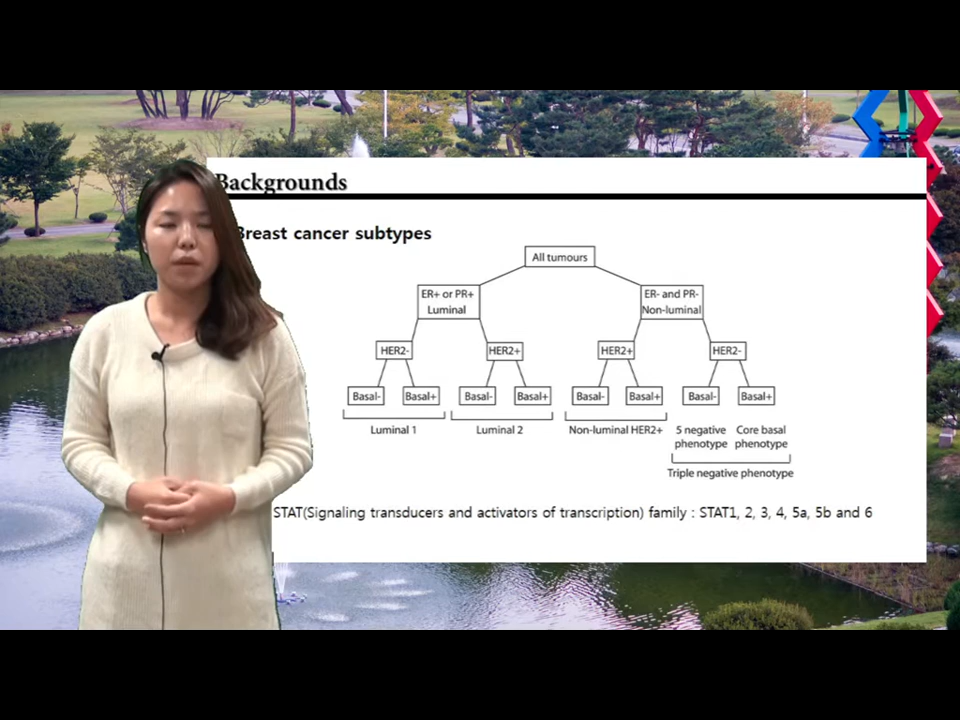 Backgrounds
Breast cancer subtypes
All tumours
ER+ or PR+
Luminal
ER- and PR-
Non-luminal
HER2-
HER2+
HER2+
HER2-
Basal-
Basal+
Basal-
Basal+
Basal-
Basal+
Basal-
Basal+
Luminal 1
Luminal 2
Non-luminal HER2+
5 negative
phenotype
Core basal
phenotype
Triple negative phenotype
STAT(Signaling transducers and activators of transcription) family : STAT1, 2, 3, 4, 5a, 5b and 6